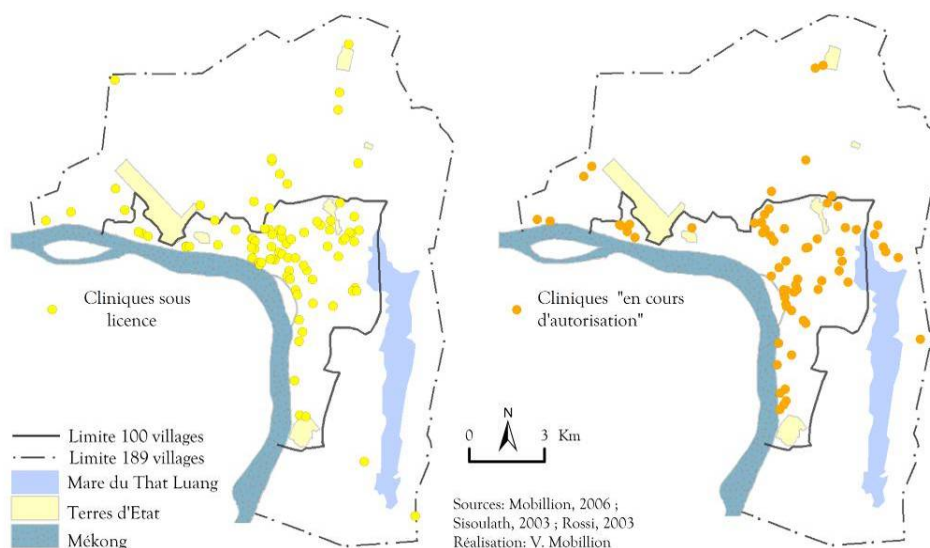 Cliniques sous
licence
Cliniques "en cours
d'autorisation"
Limite 100 villages
Limite 189 villages
Mare du That Luang
Terres d'Etat
Mékong
N
0 3 Km
Sources: Mobillion, 2006 ;
Sisoulath, 2003 ; Rossi, 2003
Réalisation: V. Mobillion